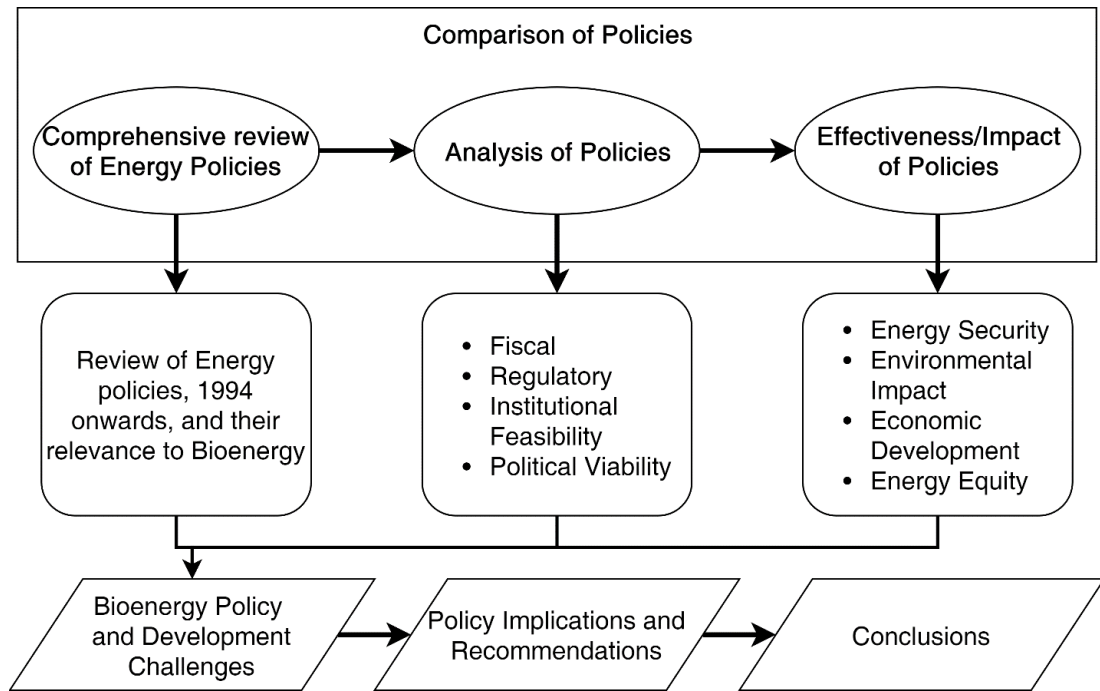 Comparison of Policies
Comprehensive review
of Energy Policies
Analysis of Policies
Effectiveness/Impact
of Policies
Review of Energy
policies, 1994
onwards, and their
relevance to Bioenergy
• Fiscal
• Regulatory
• Institutional
Feasibility
• Political Viability
• Energy Security
• Environmental
Impact
• Economic
Development
• Energy Equity
Bioenergy Policy
and Development
Challenges
Policy Implications and
Recommendations
Conclusions